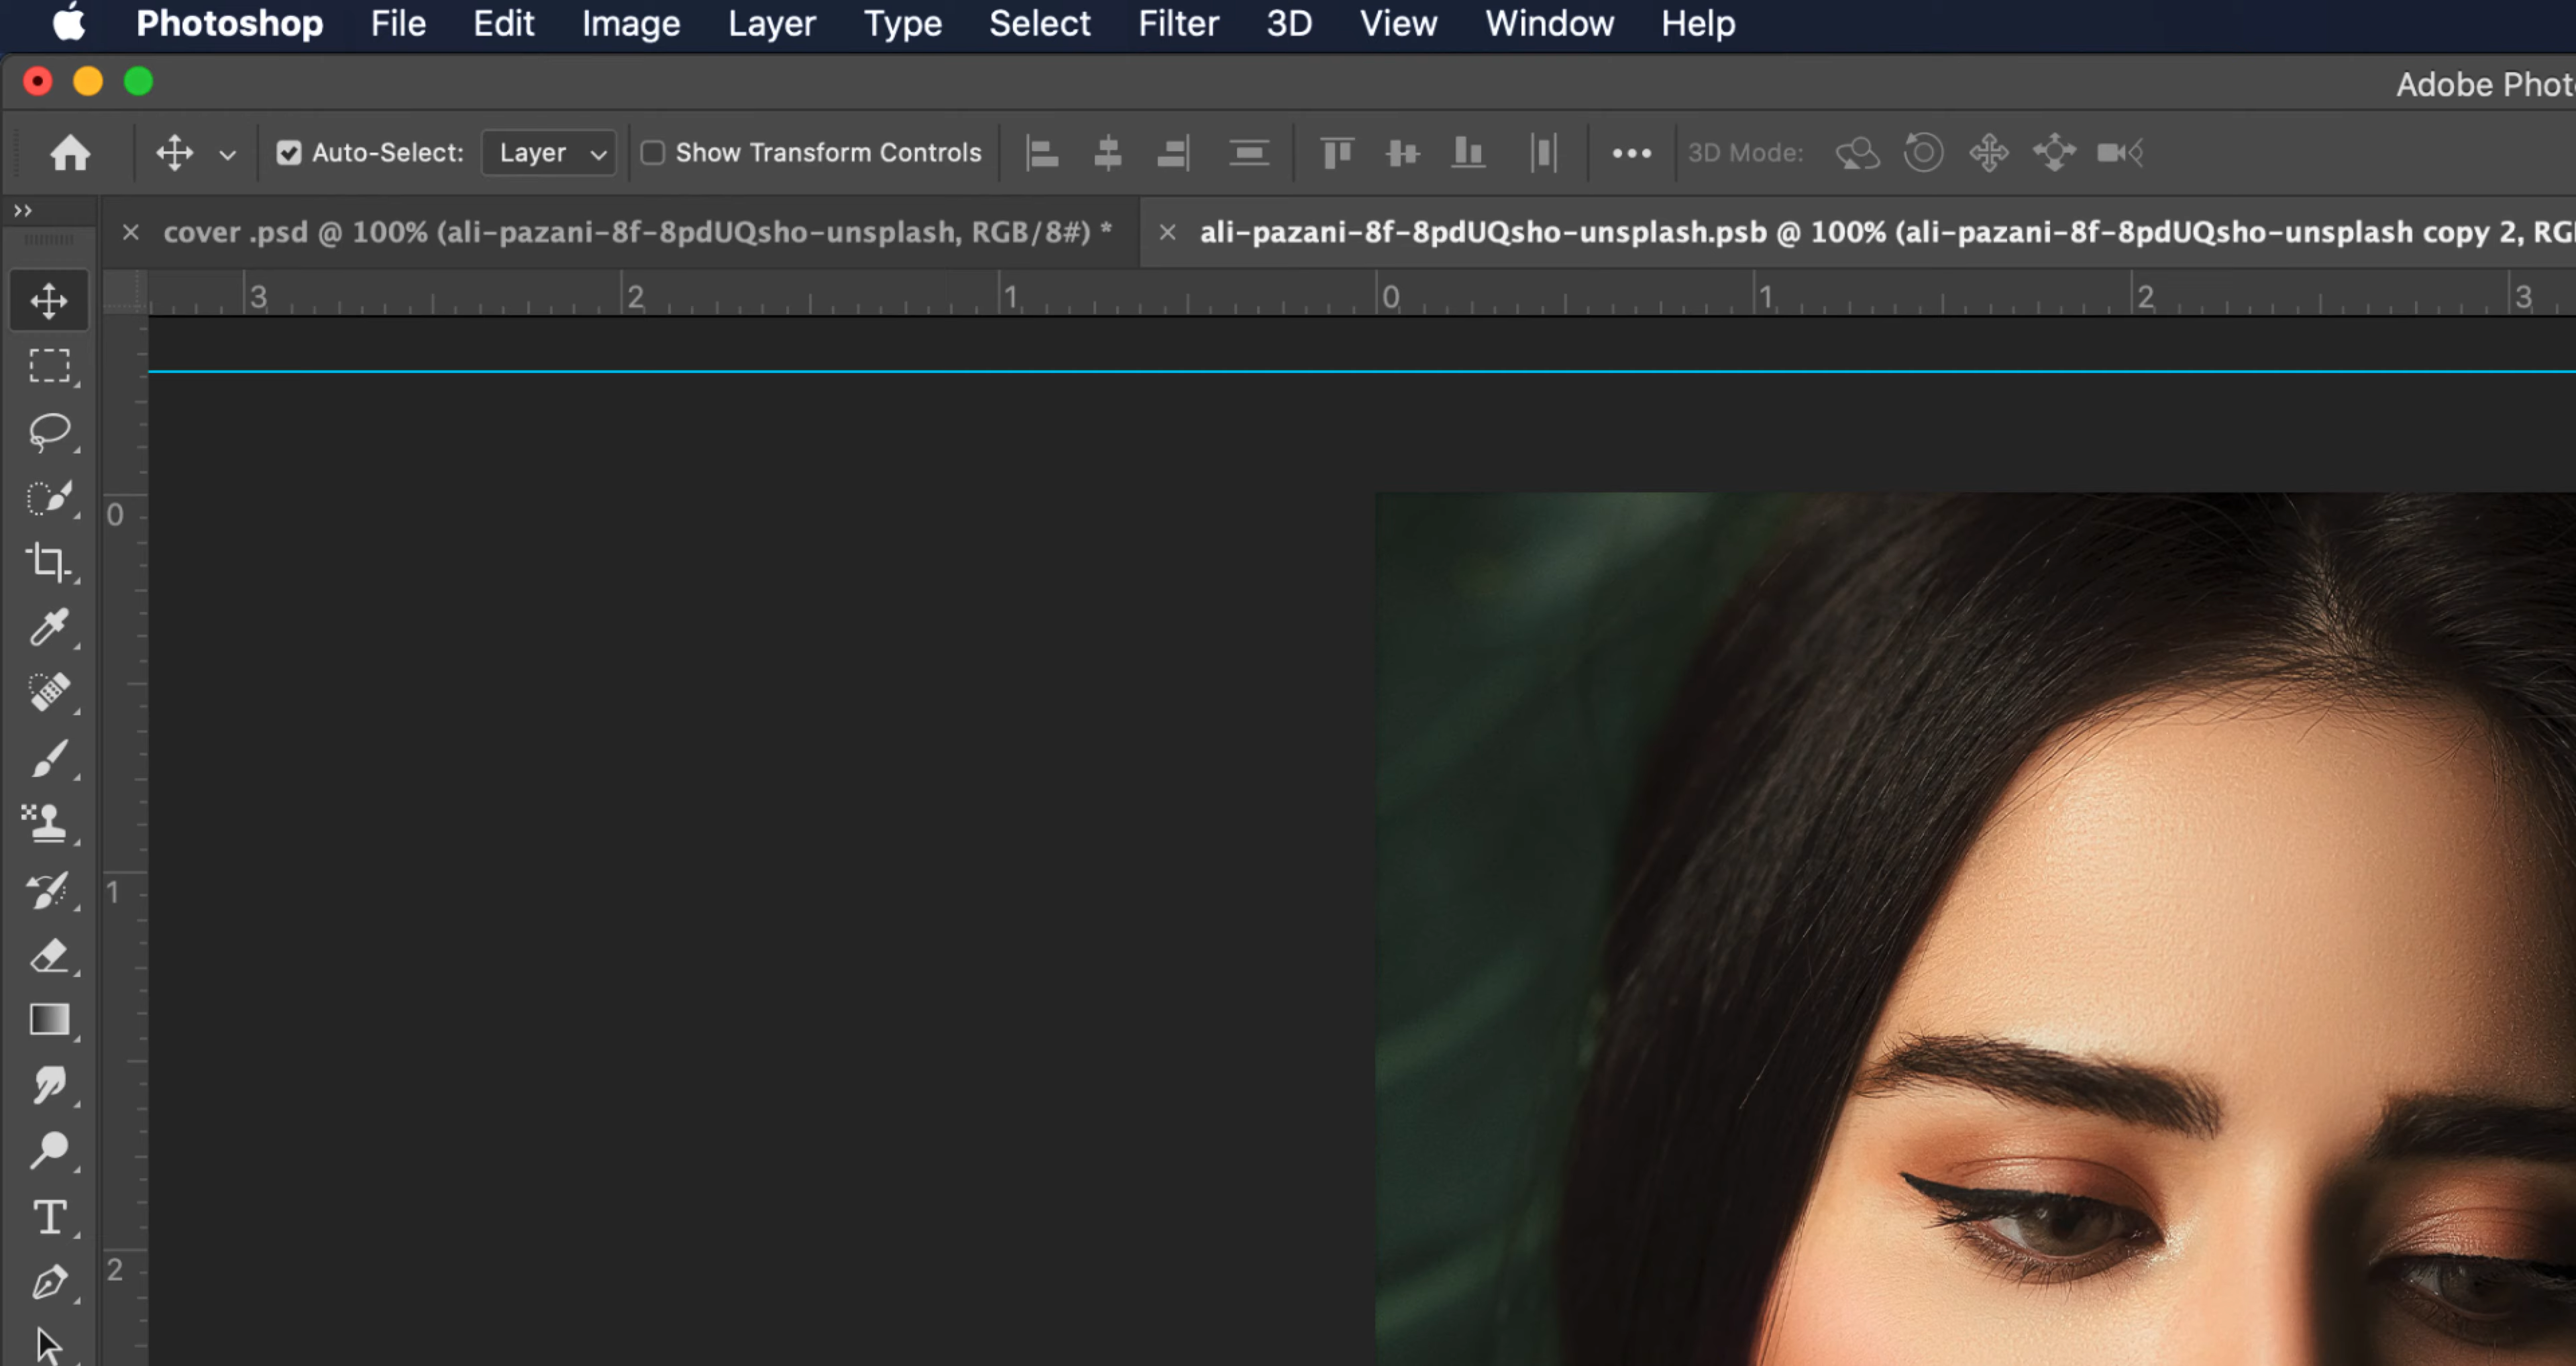 Photoshop File Edit Image Layer Type Select Filter 3D View Window Help
Adobe Phot
Auto-Select: Layer Show Transform Controls 3D Mode:
cover .psd @ 100% (ali-pazani-8f-8pdUQsho-unsplash, RGB/8#) *
ali-pazani-8f-8pdUQsho-unsplash.psb @ 100% (ali-pazani-8f-8pdUQsho-unsplash copy 2, RG
3 2 1 0 1 2 3
0
1
2